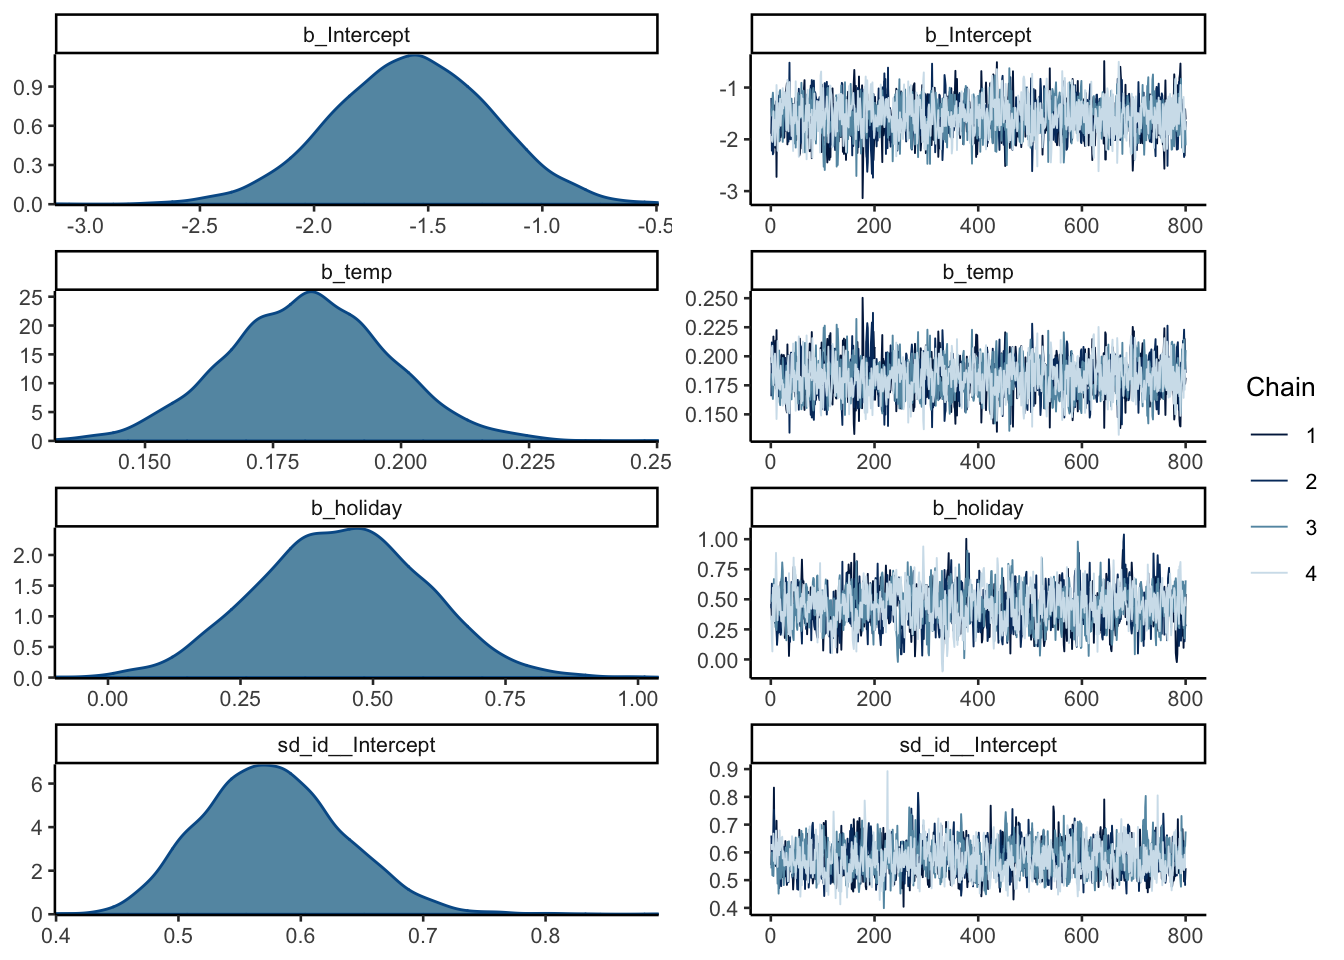 b_Intercept
0.9
0.6
0.3
0.0
-3.0 -2.5 -2.0 -1.5 -1.0 -0.5
b_Intercept
-1
-2
-3
0 200 400 600 800
b_temp
25
20
15
10
5
0
0.150 0.175 0.200 0.225 0.25
b_temp
0.250
0.225
0.200
0.175
0.150
0 200 400 600 800
b_holiday
2.0
1.5
1.0
0.5
0.0
0.00 0.25 0.50 0.75 1.00
b_holiday
1.00
0.75
0.50
0.25
0.00
0 200 400 600 800
sd_id__Intercept
6
4
2
0
0.4 0.5 0.6 0.7 0.8
sd_id__Intercept
0.9
0.8
0.7
0.6
0.5
0.4
0 200 400 600 800
Chain
1
2
3
4